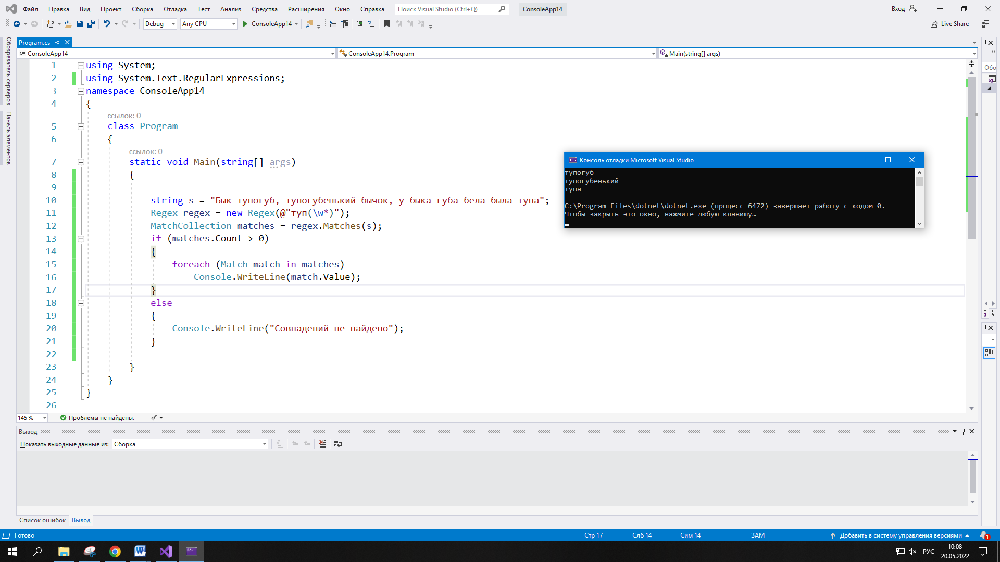 Файл Правка Вид Проект Сборка Отладка Тест Анализ Средства Расширения Окно Справка Поиск Visual Studio (Ctrl+Q) ConsoleApp14 Вход
Debug Any CPU ConsoleApp14 Live Share
Обозреватель серверов
Панель элементов
Program.cs
ConsoleApp14 ConsoleApp14.Program Main(string[] args)
Обо
1 using System;
2 using System.Text.RegularExpressions;
3 namespace ConsoleApp14
4 {
ссылок: 0
5 class Program
6 {
ссылок: 0
7 static void Main(string[] args)
8 {
9
10 string s = "Бык тупогуб, тупогубенький бычок, у быка губа бела была тупа";
11 Regex regex = new Regex(@"туп(\w*)");
12 MatchCollection matches = regex.Matches(s);
13 if (matches.Count > 0)
14 {
15 foreach (Match match in matches)
16 Console.WriteLine(match.Value);
17 }
18 else
19 {
20 Console.WriteLine("Совпадений не найдено");
21 }
22
23 }
24 }
25 }
26
Консоль отладки Microsoft Visual Studio
тупогуб
тупогубенький
тупа
C:\Program Files\dotnet\dotnet.exe (процесс 6472) завершает работу с кодом 0.
Чтобы закрыть это окно, нажмите любую клавишу…
145 % Проблемы не найдены.
Вывод
Показать выходные данные из: Сборка
Список ошибок Вывод
Готово Стр 17 Слб 14 Сим 14 ЗАМ Добавить в систему управления версиями 1
РУС 10:08
20.05.2022